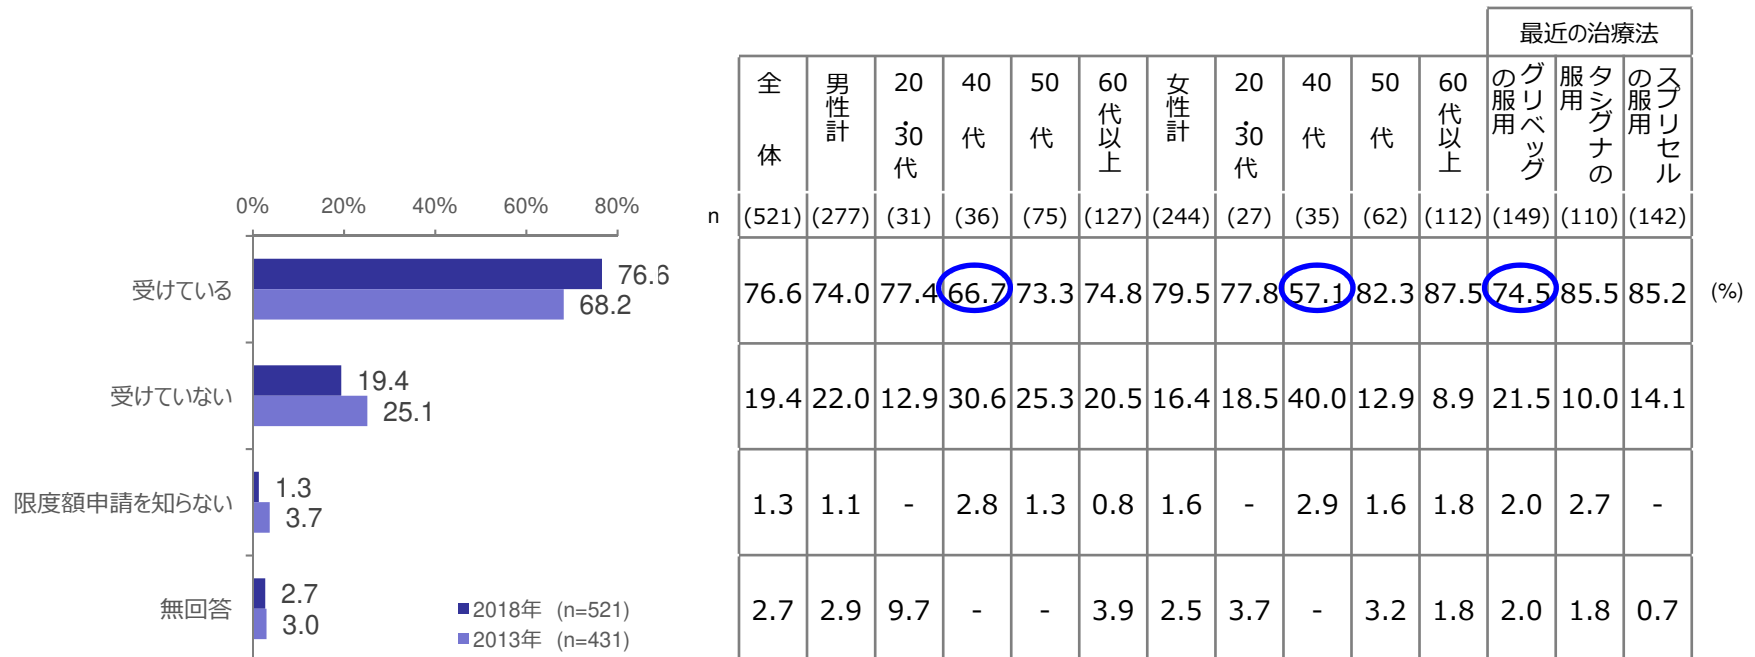 最近の治療法
全体 男性計 20・30代 40代 50代 60代以上 女性計 20・30代 40代 50代 60代以上 グリベッグの服用 タシグナの服用 スプリセルの服用
0% 20% 40% 60% 80%
n (521) (277) (31) (36) (75) (127) (244) (27) (35) (62) (112) (149) (110) (142)
受けている 76.6 68.2
76.6 74.0 77.4 66.7 73.3 74.8 79.5 77.8 57.1 82.3 87.5 74.5 85.5 85.2 (%)
受けていない 19.4 25.1
19.4 22.0 12.9 30.6 25.3 20.5 16.4 18.5 40.0 12.9 8.9 21.5 10.0 14.1
限度額申請を知らない 1.3 3.7
1.3 1.1 - 2.8 1.3 0.8 1.6 - 2.9 1.6 1.8 2.0 2.7 -
無回答 2.7 3.0
2.7 2.9 9.7 - - 3.9 2.5 3.7 - 3.2 1.8 2.0 1.8 0.7
2018年 (n=521)
2013年 (n=431)